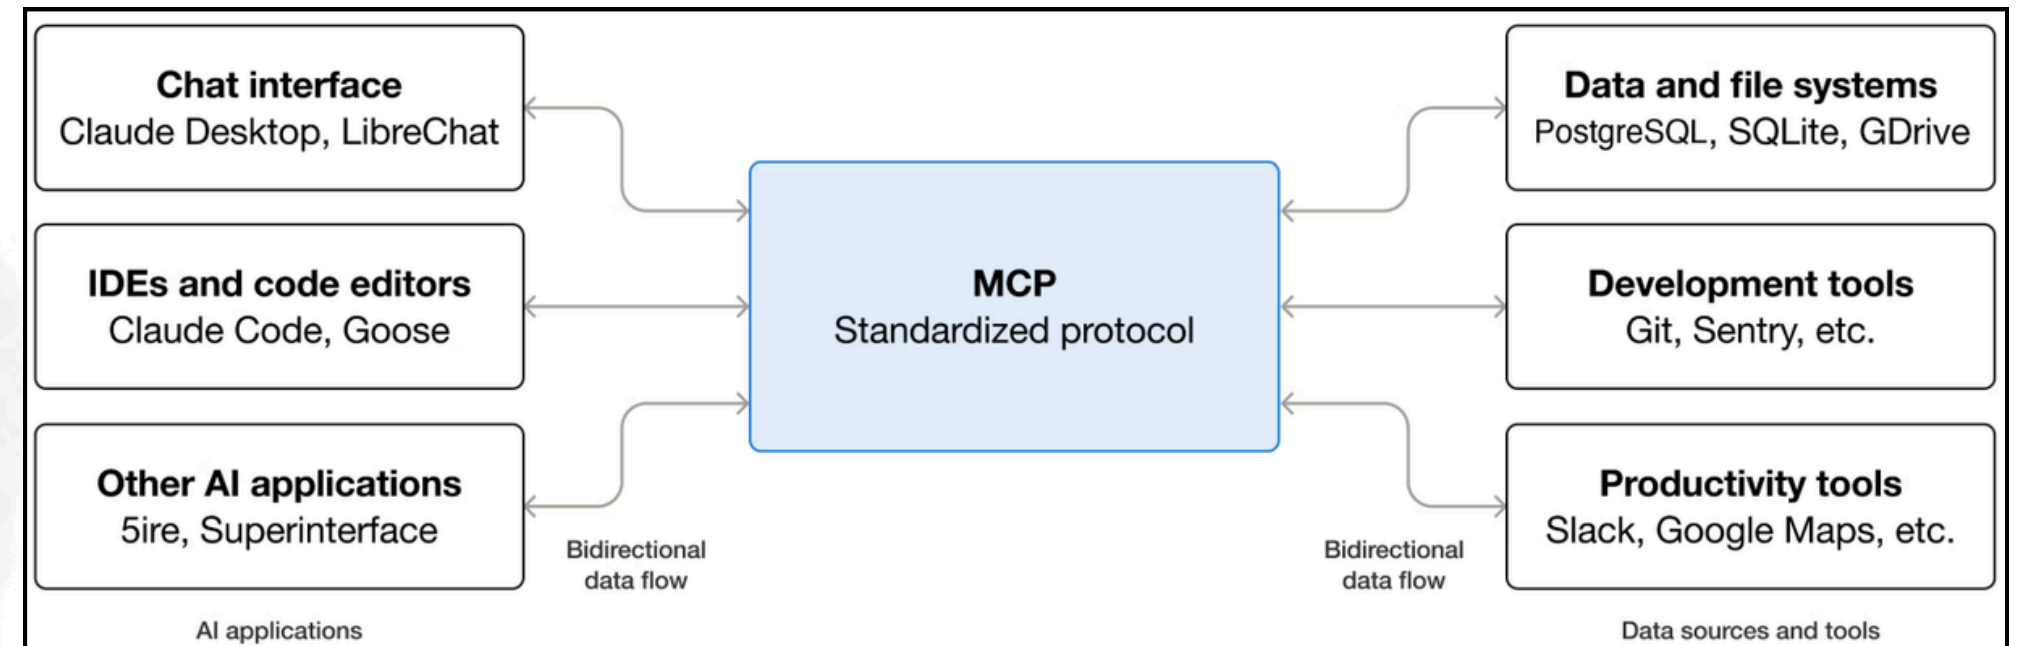 Chat interface
Claude Desktop, LibreChat
IDEs and code editors
Claude Code, Goose
Other AI applications
5ire, Superinterface
AI applications
Bidirectional
data flow
MCP
Standardized protocol
Bidirectional
data flow
Data and file systems
PostgreSQL, SQLite, GDrive
Development tools
Git, Sentry, etc.
Productivity tools
Slack, Google Maps, etc.
Data sources and tools